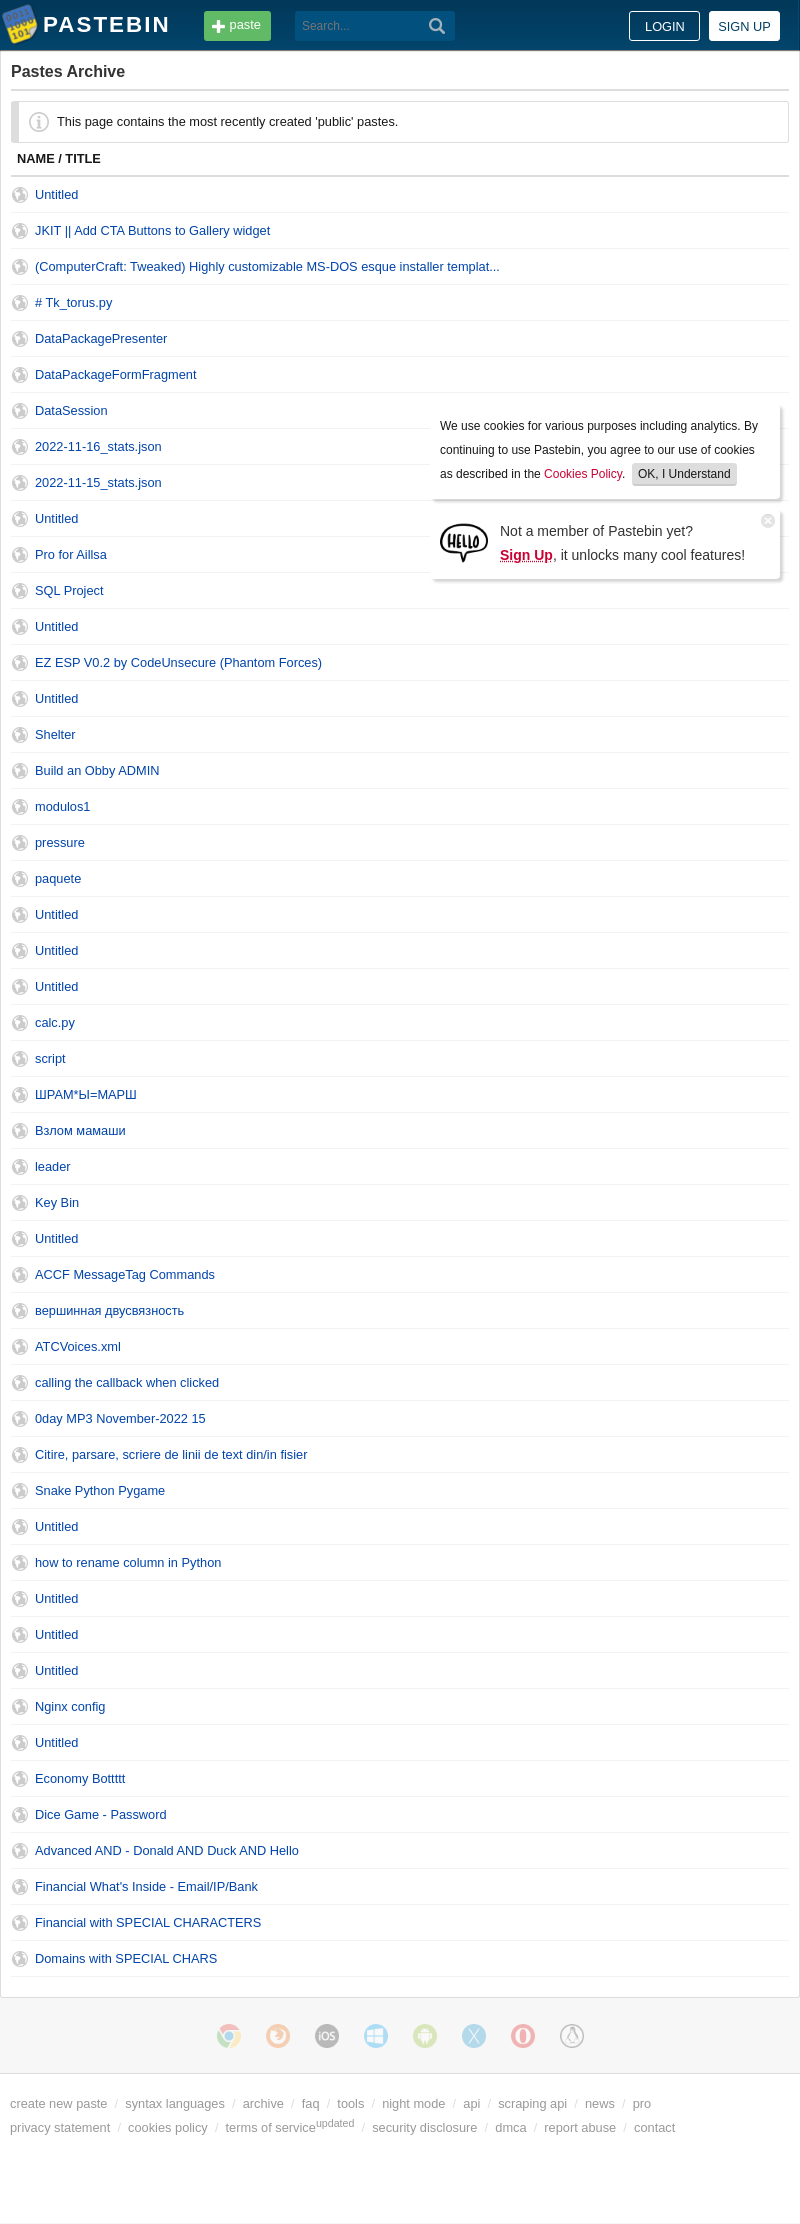 PASTEBIN
paste
Search...
LOGIN
SIGN UP
Pastes Archive
This page contains the most recently created 'public' pastes.
NAME / TITLE
Untitled
JKIT || Add CTA Buttons to Gallery widget
(ComputerCraft: Tweaked) Highly customizable MS-DOS esque installer templat...
# Tk_torus.py
DataPackagePresenter
DataPackageFormFragment
DataSession
2022-11-16_stats.json
2022-11-15_stats.json
Untitled
Pro for Aillsa
SQL Project
We use cookies for various purposes including analytics. By
continuing to use Pastebin, you agree to our use of cookies
as described in the Cookies Policy. OK, I Understand
HELLO
Not a member of Pastebin yet?
Sign Up, it unlocks many cool features!
Untitled
EZ ESP V0.2 by CodeUnsecure (Phantom Forces)
Untitled
Shelter
Build an Obby ADMIN
modulos1
pressure
paquete
Untitled
Untitled
Untitled
calc.py
script
ШРАМ*Ы=МАРШ
Взлом мамаши
leader
Key Bin
Untitled
ACCF MessageTag Commands
вершинная двусвязность
ATCVoices.xml
calling the callback when clicked
0day MP3 November-2022 15
Citire, parsare, scriere de linii de text din/in fisier
Snake Python Pygame
Untitled
how to rename column in Python
Untitled
Untitled
Untitled
Nginx config
Untitled
Economy Bottttt
Dice Game - Password
Advanced AND - Donald AND Duck AND Hello
Financial What's Inside - Email/IP/Bank
Financial with SPECIAL CHARACTERS
Domains with SPECIAL CHARS
iOS
create new paste / syntax languages / archive / faq / tools / night mode / api / scraping api / news / pro
privacy statement / cookies policy / terms of service updated / security disclosure / dmca / report abuse / contact